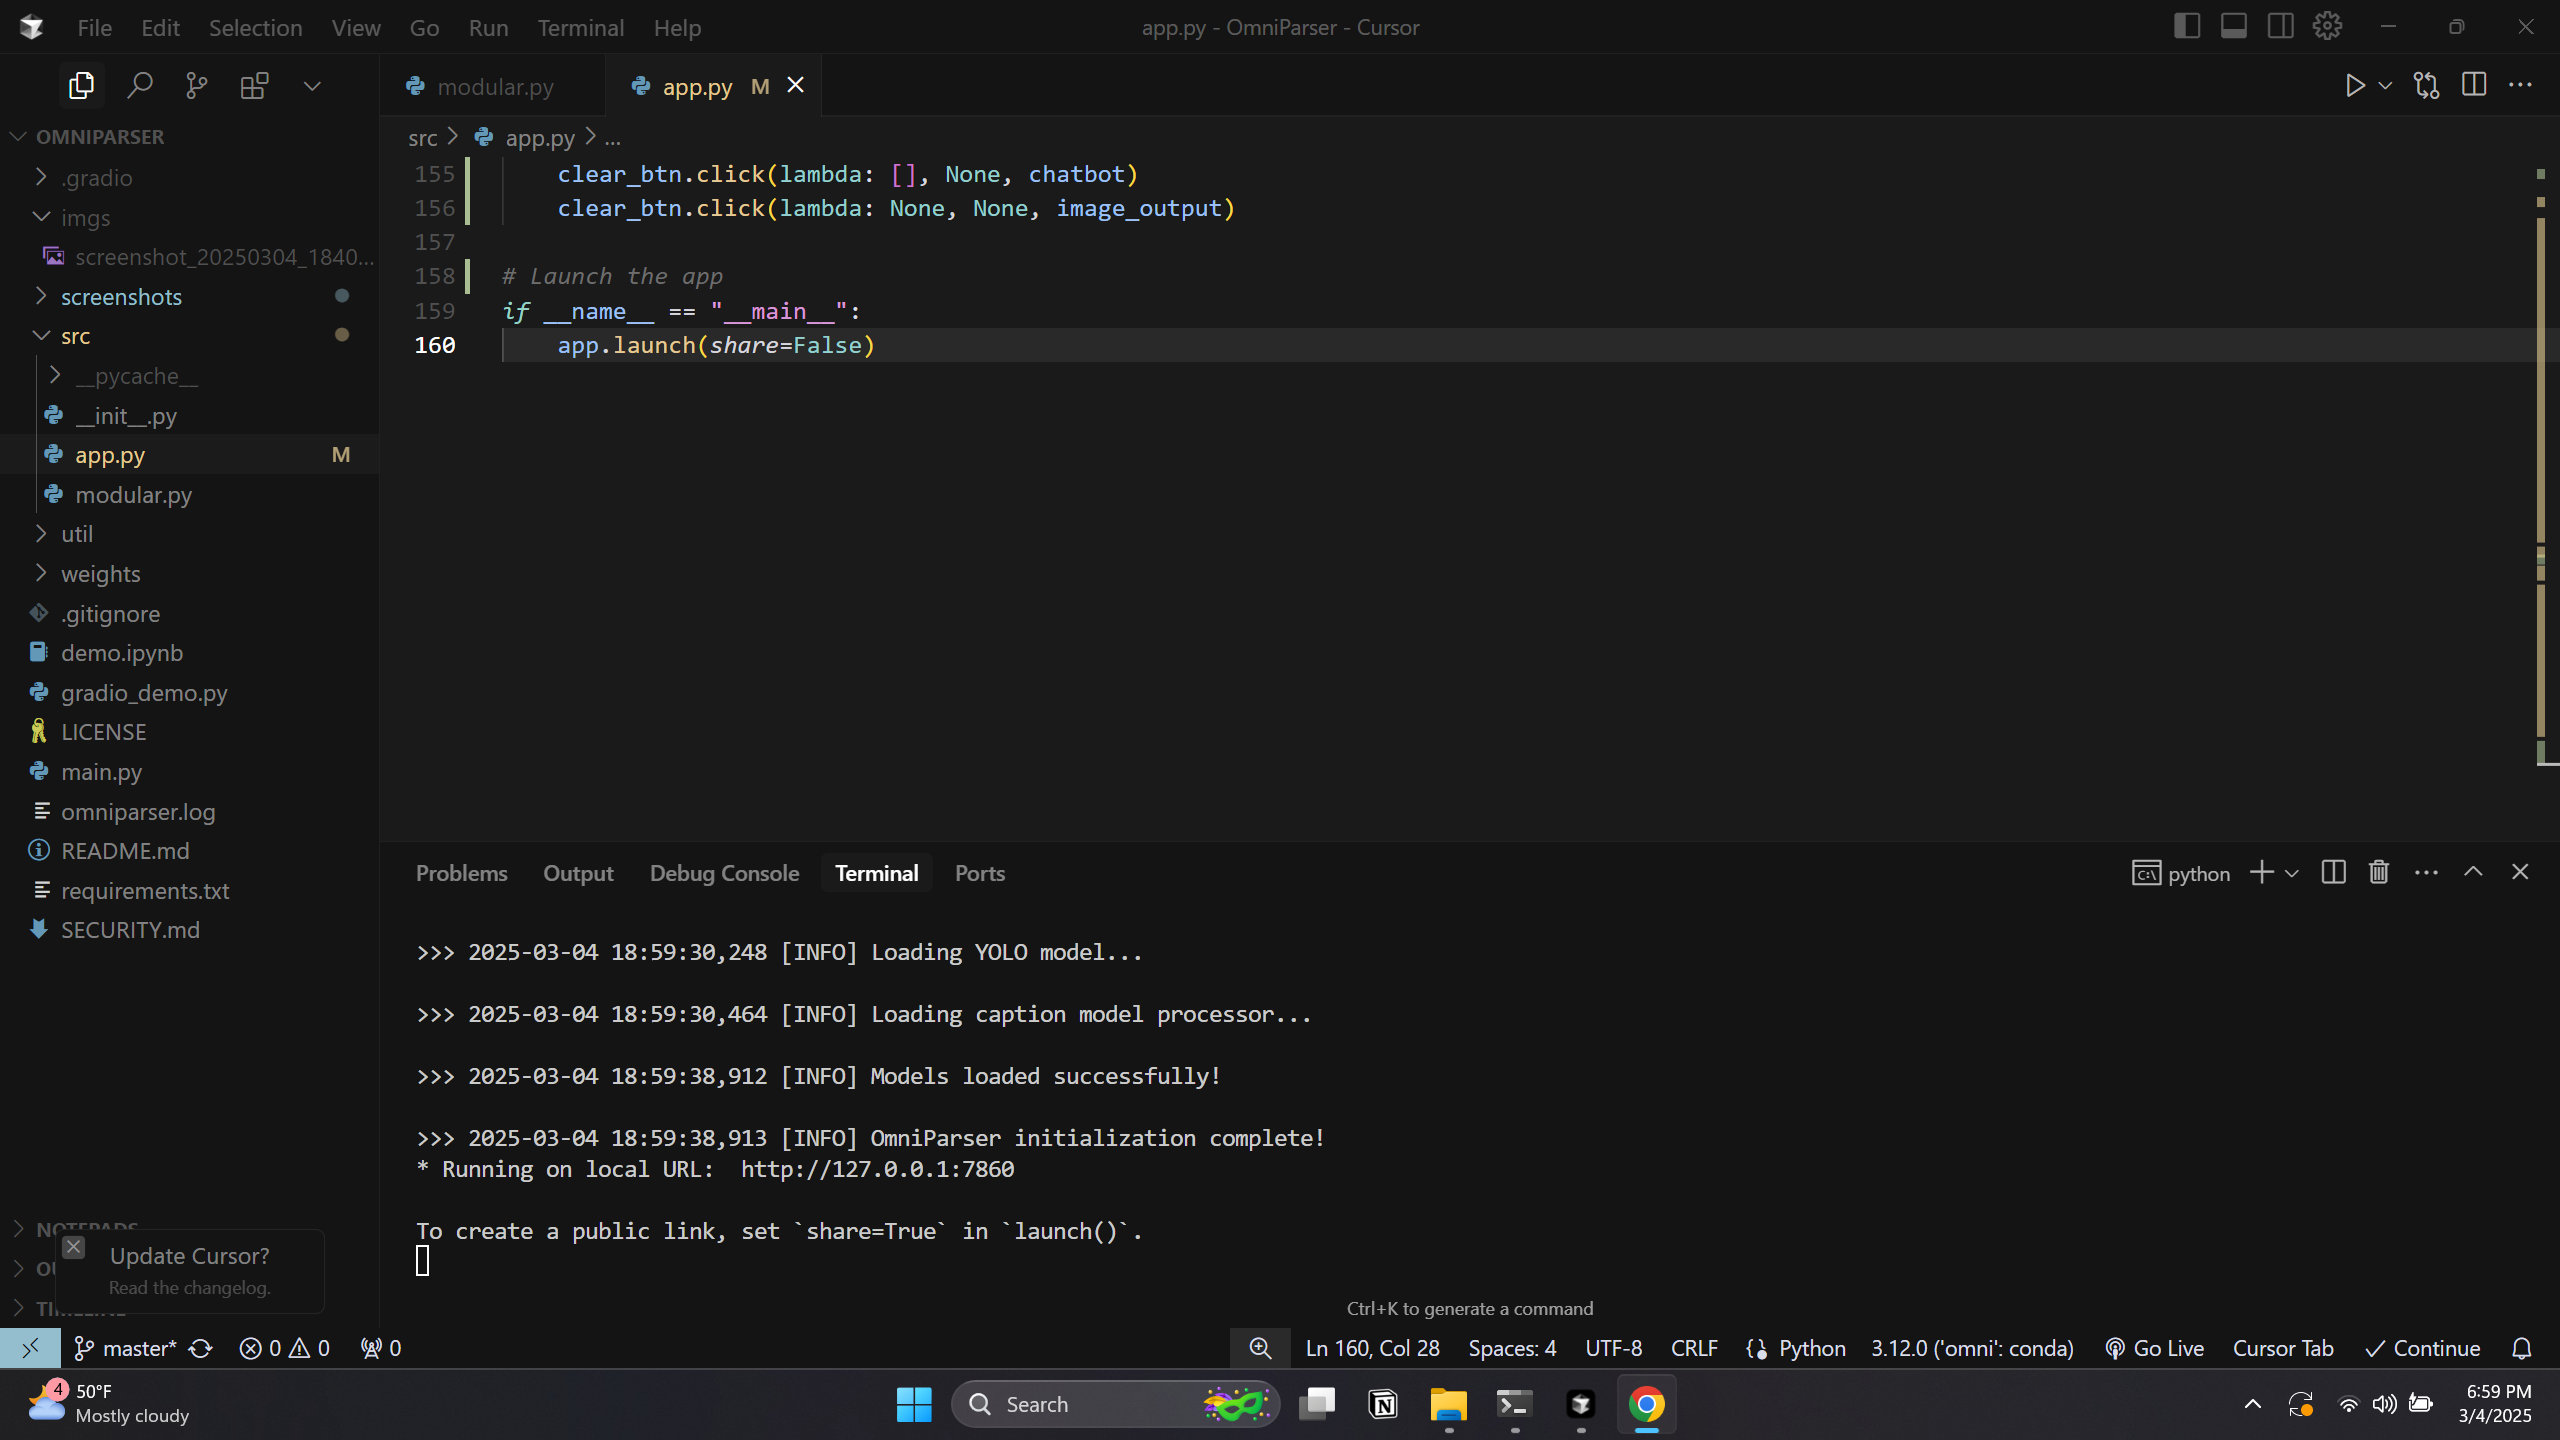 File Edit Selection View Go Run Terminal Help
app.py - OmniParser - Cursor
modular.py
app.py M
OMNIPARSER
.gradio
imgs
screenshot_20250304_1840...
screenshots
src
__pycache__
__init__.py
app.py M
modular.py
util
weights
.gitignore
demo.ipynb
gradio_demo.py
LICENSE
main.py
omniparser.log
README.md
requirements.txt
SECURITY.md
src > app.py > ...
155 clear_btn.click(lambda: [], None, chatbot)
156 clear_btn.click(lambda: None, None, image_output)
157
158 # Launch the app
159 if __name__ == "__main__":
160 app.launch(share=False)
Problems Output Debug Console Terminal Ports
python
>>> 2025-03-04 18:59:30,248 [INFO] Loading YOLO model...
>>> 2025-03-04 18:59:30,464 [INFO] Loading caption model processor...
>>> 2025-03-04 18:59:38,912 [INFO] Models loaded successfully!
>>> 2025-03-04 18:59:38,913 [INFO] OmniParser initialization complete!
* Running on local URL:  http://127.0.0.1:7860
To create a public link, set `share=True` in `launch()`.
Update Cursor?
Read the changelog.
Ctrl+K to generate a command
master* 0 0 0
Ln 160, Col 28 Spaces: 4 UTF-8 CRLF Python 3.12.0 ('omni': conda) Go Live Cursor Tab Continue
4 50°F
Mostly cloudy
Search
6:59 PM
3/4/2025